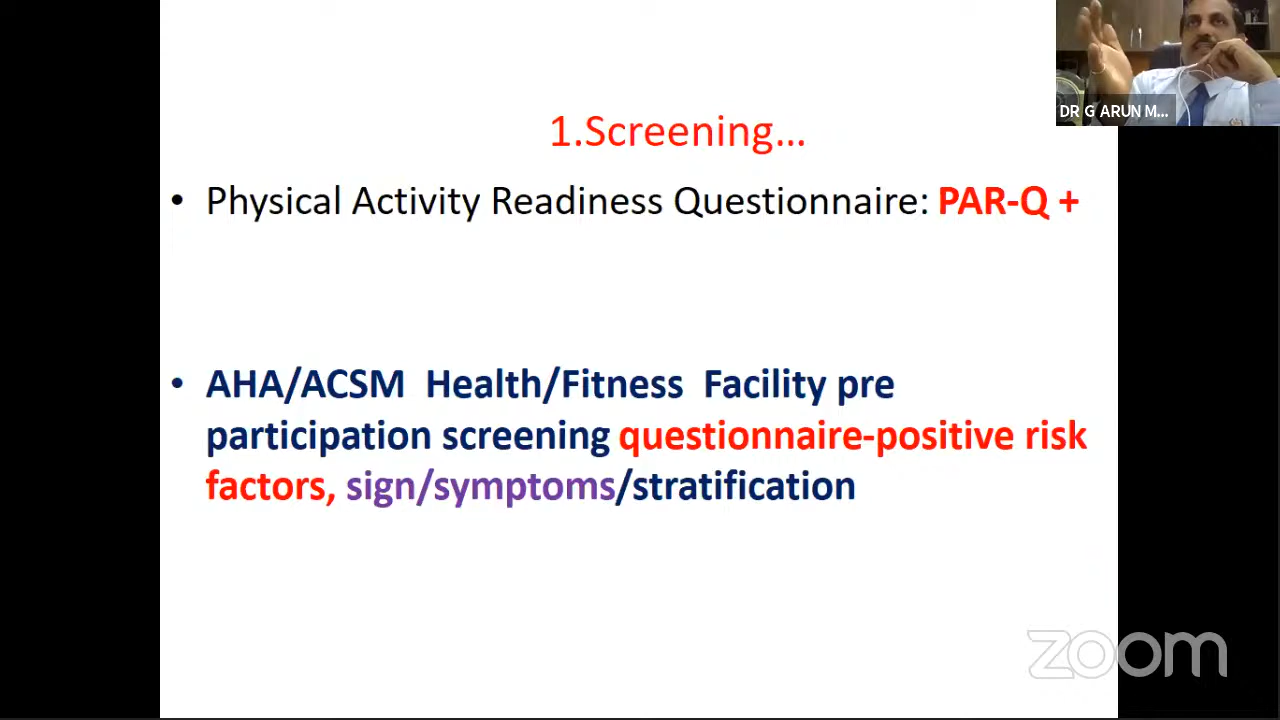 DR G ARUN M...
1.Screening...
• Physical Activity Readiness Questionnaire: PAR-Q +
• AHA/ACSM Health/Fitness Facility pre
participation screening questionnaire-positive risk
factors, sign/symptoms/stratification
zoom